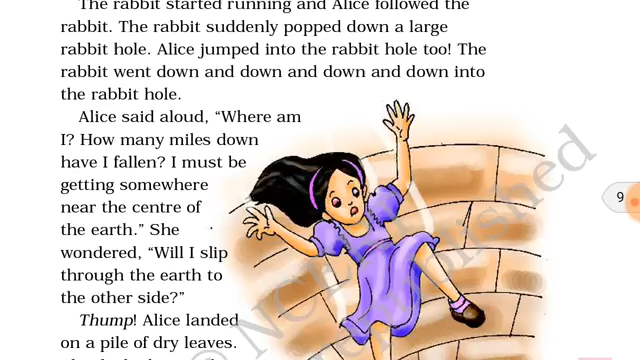 The rabbit started running and Alice followed the
rabbit. The rabbit suddenly popped down a large
rabbit hole. Alice jumped into the rabbit hole too! The
rabbit went down and down and down and down into
the rabbit hole.
Alice said aloud, “Where am
I? How many miles down
have I fallen? I must be
getting somewhere
near the centre of
the earth.” She
wondered, “Will I slip
through the earth to
the other side?”
Thump! Alice landed
on a pile of dry leaves.
9
© NCERT
published